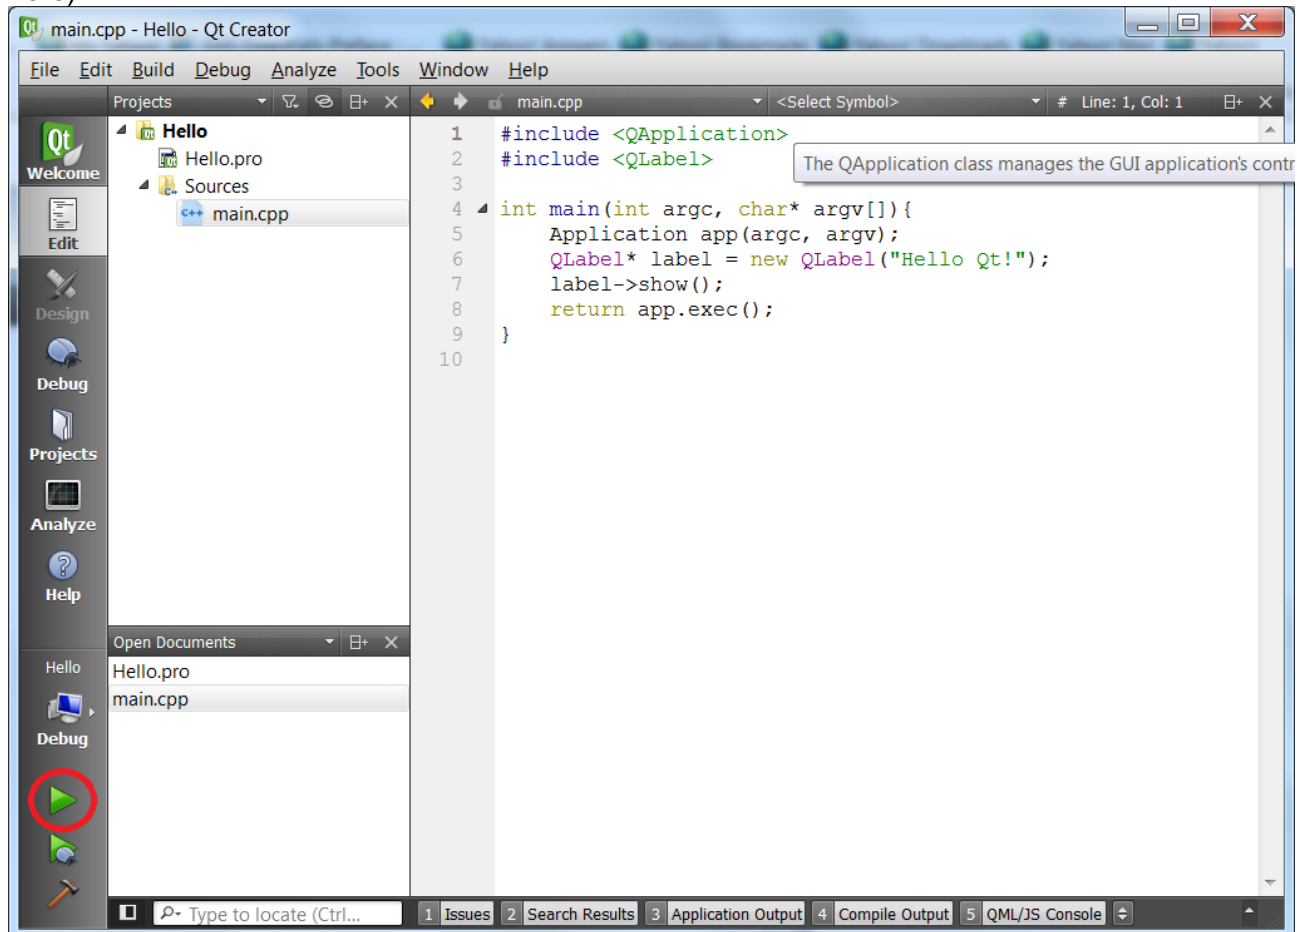 main.cpp - Hello - Qt Creator
File Edit Build Debug Analyze Tools Window Help
Projects
main.cpp <Select Symbol> # Line: 1, Col: 1
Qt
Welcome
Edit
Design
Debug
Projects
Analyze
Help
Hello
Debug
Hello
Hello.pro
Sources
main.cpp
Open Documents
Hello.pro
main.cpp
1 #include <QApplication>
2 #include <QLabel>
The QApplication class manages the GUI application's contr
3
4 int main(int argc, char* argv[]){
5 Application app(argc, argv);
6 QLabel* label = new QLabel("Hello Qt!");
7 label->show();
8 return app.exec();
9 }
10
Type to locate (Ctrl... 1 Issues 2 Search Results 3 Application Output 4 Compile Output 5 QML/JS Console